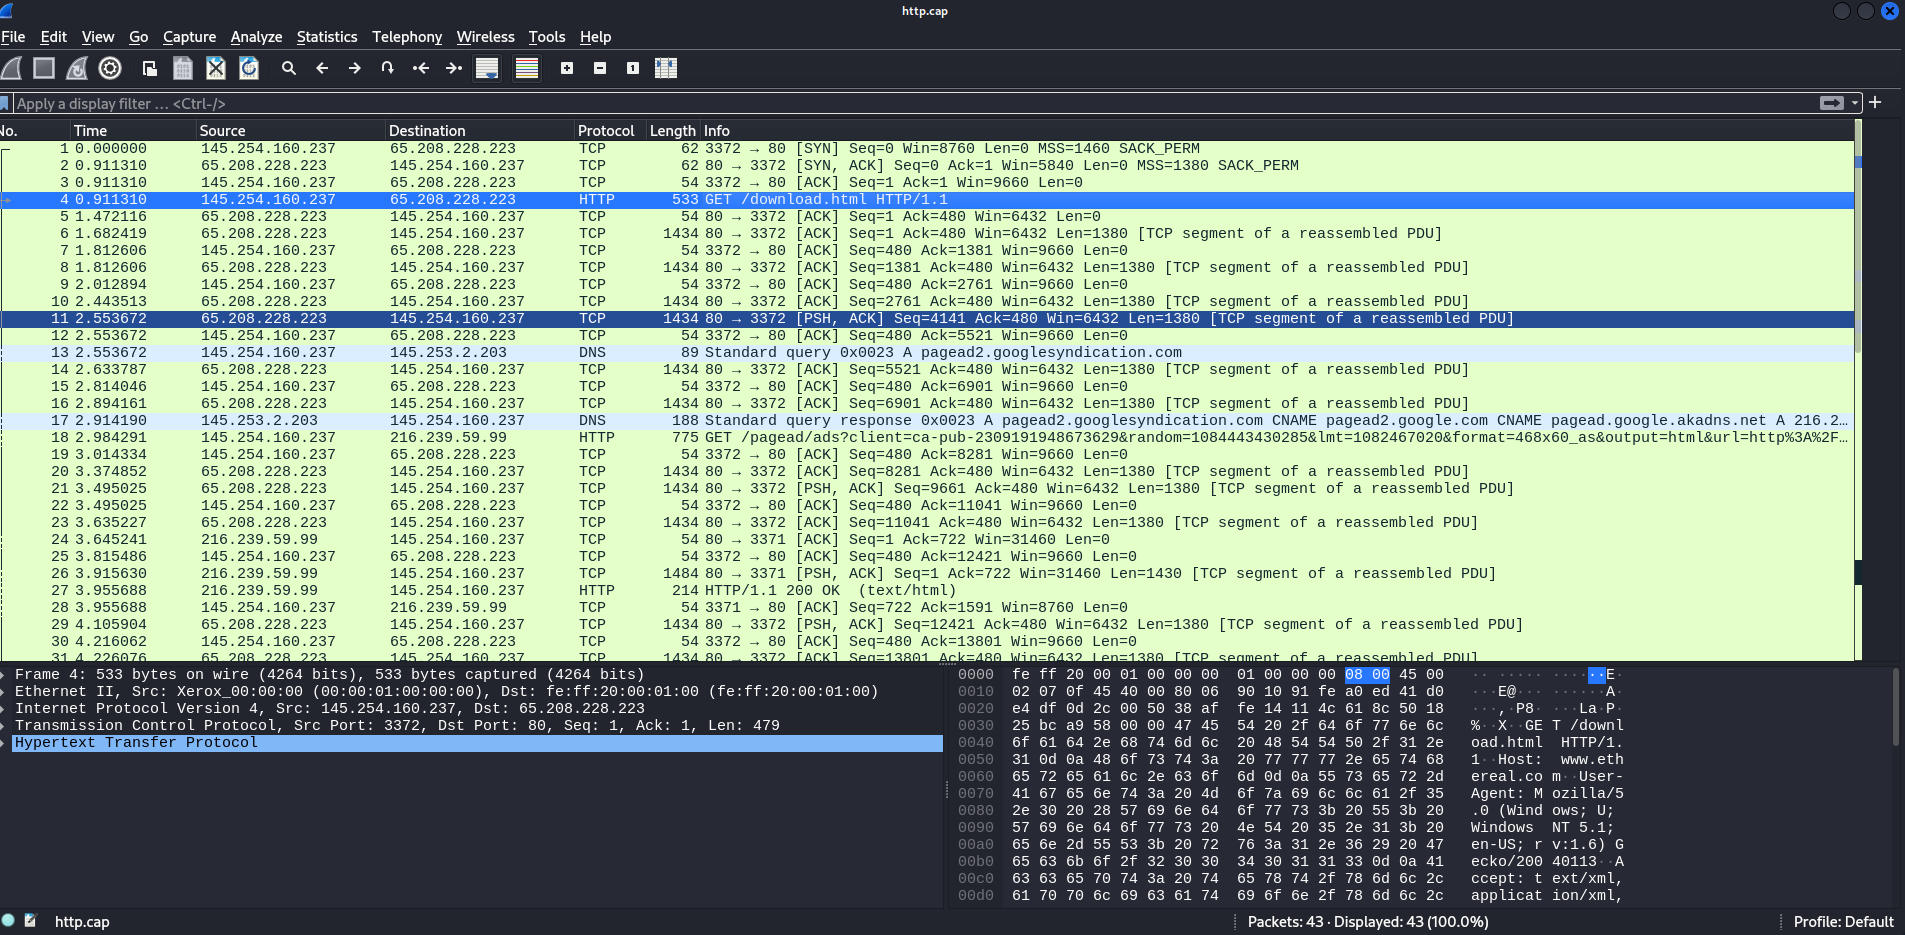 http.cap
File Edit View Go Capture Analyze Statistics Telephony Wireless Tools Help
Apply a display filter … <Ctrl-/>
No. Time Source Destination Protocol Length Info
1 0.000000 145.254.160.237 65.208.228.223 TCP 62 3372 → 80 [SYN] Seq=0 Win=8760 Len=0 MSS=1460 SACK_PERM
2 0.911310 65.208.228.223 145.254.160.237 TCP 62 80 → 3372 [SYN, ACK] Seq=0 Ack=1 Win=5840 Len=0 MSS=1380 SACK_PERM
3 0.911310 145.254.160.237 65.208.228.223 TCP 54 3372 → 80 [ACK] Seq=1 Ack=1 Win=9660 Len=0
4 0.911310 145.254.160.237 65.208.228.223 HTTP 533 GET /download.html HTTP/1.1
5 1.472116 65.208.228.223 145.254.160.237 TCP 54 80 → 3372 [ACK] Seq=1 Ack=480 Win=6432 Len=0
6 1.682419 65.208.228.223 145.254.160.237 TCP 1434 80 → 3372 [ACK] Seq=1 Ack=480 Win=6432 Len=1380 [TCP segment of a reassembled PDU]
7 1.812606 145.254.160.237 65.208.228.223 TCP 54 3372 → 80 [ACK] Seq=480 Ack=1381 Win=9660 Len=0
8 1.812606 65.208.228.223 145.254.160.237 TCP 1434 80 → 3372 [ACK] Seq=1381 Ack=480 Win=6432 Len=1380 [TCP segment of a reassembled PDU]
9 2.012894 145.254.160.237 65.208.228.223 TCP 54 3372 → 80 [ACK] Seq=480 Ack=2761 Win=9660 Len=0
10 2.443513 65.208.228.223 145.254.160.237 TCP 1434 80 → 3372 [ACK] Seq=2761 Ack=480 Win=6432 Len=1380 [TCP segment of a reassembled PDU]
11 2.553672 65.208.228.223 145.254.160.237 TCP 1434 80 → 3372 [PSH, ACK] Seq=4141 Ack=480 Win=6432 Len=1380 [TCP segment of a reassembled PDU]
12 2.553672 145.254.160.237 65.208.228.223 TCP 54 3372 → 80 [ACK] Seq=480 Ack=5521 Win=9660 Len=0
13 2.553672 145.254.160.237 145.253.2.203 DNS 89 Standard query 0x0023 A pagead2.googlesyndication.com
14 2.633787 65.208.228.223 145.254.160.237 TCP 1434 80 → 3372 [ACK] Seq=5521 Ack=480 Win=6432 Len=1380 [TCP segment of a reassembled PDU]
15 2.814046 145.254.160.237 65.208.228.223 TCP 54 3372 → 80 [ACK] Seq=480 Ack=6901 Win=9660 Len=0
16 2.894161 65.208.228.223 145.254.160.237 TCP 1434 80 → 3372 [ACK] Seq=6901 Ack=480 Win=6432 Len=1380 [TCP segment of a reassembled PDU]
17 2.914190 145.253.2.203 145.254.160.237 DNS 188 Standard query response 0x0023 A pagead2.googlesyndication.com CNAME pagead2.google.com CNAME pagead.google.akadns.net A 216.2…
18 2.984291 145.254.160.237 216.239.59.99 HTTP 775 GET /pagead/ads?client=ca-pub-2309191948673629&random=1084443430285&lmt=1082467020&format=468x60_as&output=html&url=http%3A%2F…
19 3.014334 145.254.160.237 65.208.228.223 TCP 54 3372 → 80 [ACK] Seq=480 Ack=8281 Win=9660 Len=0
20 3.374852 65.208.228.223 145.254.160.237 TCP 1434 80 → 3372 [ACK] Seq=8281 Ack=480 Win=6432 Len=1380 [TCP segment of a reassembled PDU]
21 3.495025 65.208.228.223 145.254.160.237 TCP 1434 80 → 3372 [PSH, ACK] Seq=9661 Ack=480 Win=6432 Len=1380 [TCP segment of a reassembled PDU]
22 3.495025 145.254.160.237 65.208.228.223 TCP 54 3372 → 80 [ACK] Seq=480 Ack=11041 Win=9660 Len=0
23 3.635227 65.208.228.223 145.254.160.237 TCP 1434 80 → 3372 [ACK] Seq=11041 Ack=480 Win=6432 Len=1380 [TCP segment of a reassembled PDU]
24 3.645241 216.239.59.99 145.254.160.237 TCP 54 80 → 3371 [ACK] Seq=1 Ack=722 Win=31460 Len=0
25 3.815486 145.254.160.237 65.208.228.223 TCP 54 3372 → 80 [ACK] Seq=480 Ack=12421 Win=9660 Len=0
26 3.915630 216.239.59.99 145.254.160.237 TCP 1484 80 → 3371 [PSH, ACK] Seq=1 Ack=722 Win=31460 Len=1430 [TCP segment of a reassembled PDU]
27 3.955688 216.239.59.99 145.254.160.237 HTTP 214 HTTP/1.1 200 OK  (text/html)
28 3.955688 145.254.160.237 216.239.59.99 TCP 54 3371 → 80 [ACK] Seq=722 Ack=1591 Win=8760 Len=0
29 4.105904 65.208.228.223 145.254.160.237 TCP 1434 80 → 3372 [PSH, ACK] Seq=12421 Ack=480 Win=6432 Len=1380 [TCP segment of a reassembled PDU]
30 4.216062 145.254.160.237 65.208.228.223 TCP 54 3372 → 80 [ACK] Seq=480 Ack=13801 Win=9660 Len=0
31 4.226076 65.208.228.223 145.254.160.237 TCP 1434 80 → 3372 [ACK] Seq=13801 Ack=480 Win=6432 Len=1380 [TCP segment of a reassembled PDU]
Frame 4: 533 bytes on wire (4264 bits), 533 bytes captured (4264 bits)
Ethernet II, Src: Xerox_00:00:00 (00:00:01:00:00:00), Dst: fe:ff:20:00:01:00 (fe:ff:20:00:01:00)
Internet Protocol Version 4, Src: 145.254.160.237, Dst: 65.208.228.223
Transmission Control Protocol, Src Port: 3372, Dst Port: 80, Seq: 1, Ack: 1, Len: 479
Hypertext Transfer Protocol
0000 fe ff 20 00 01 00 00 00 01 00 00 00 08 00 45 00 ·· ····· ······E·
0010 02 07 0f 45 40 00 80 06 90 10 91 fe a0 ed 41 d0 ···E@··· ······A·
0020 e4 df 0d 2c 00 50 38 af fe 14 11 4c 61 8c 50 18 ···,·P8· ···La·P·
0030 25 bc a9 58 00 00 47 45 54 20 2f 64 6f 77 6e 6c %··X··GE T /downl
0040 6f 61 64 2e 68 74 6d 6c 20 48 54 54 50 2f 31 2e oad.html HTTP/1.
0050 31 0d 0a 48 6f 73 74 3a 20 77 77 77 2e 65 74 68 1··Host: www.eth
0060 65 72 65 61 6c 2e 63 6f 6d 0d 0a 55 73 65 72 2d ereal.co m··User-
0070 41 67 65 6e 74 3a 20 4d 6f 7a 69 6c 6c 61 2f 35 Agent: M ozilla/5
0080 2e 30 20 28 57 69 6e 64 6f 77 73 3b 20 55 3b 20 .0 (Wind ows; U;
0090 57 69 6e 64 6f 77 73 20 4e 54 20 35 2e 31 3b 20 Windows NT 5.1;
00a0 65 6e 2d 55 53 3b 20 72 76 3a 31 2e 36 29 20 47 en-US; r v:1.6) G
00b0 65 63 6b 6f 2f 32 30 30 34 30 31 31 33 0d 0a 41 ecko/200 40113··A
00c0 63 63 65 70 74 3a 20 74 65 78 74 2f 78 6d 6c 2c ccept: t ext/xml,
00d0 61 70 70 6c 69 63 61 74 69 6f 6e 2f 78 6d 6c 2c applicat ion/xml,
http.cap Packets: 43 · Displayed: 43 (100.0%) Profile: Default